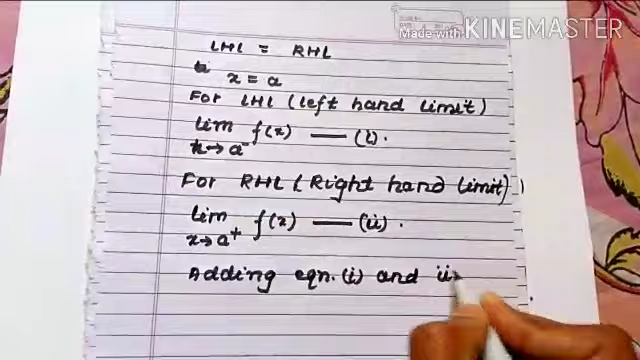 Made with KINEMASTER
LHL = RHL
x = a
For LHL (left hand limit)
lim f(x) — (i).
x→a⁻
For RHL (Right hand limit)
lim f(x) — (ii).
x→a⁺
Adding eqn. (i) and ii